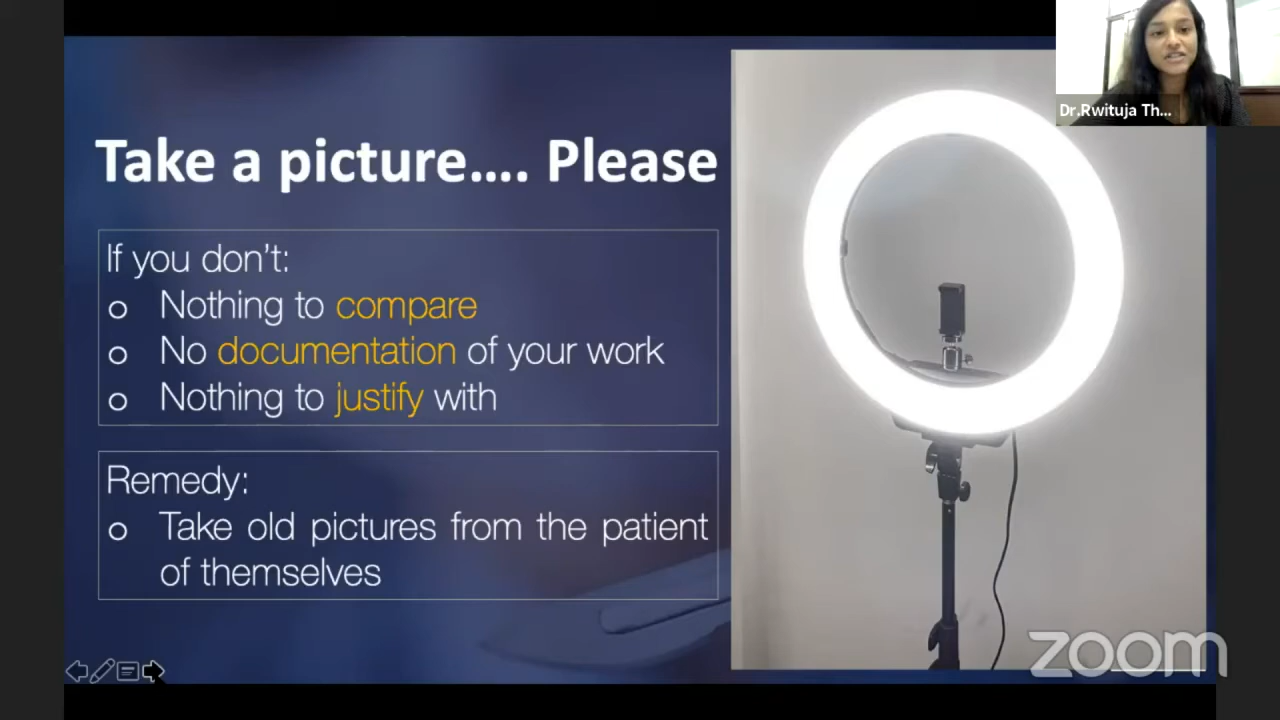 Dr.Rwituja Th...
Take a picture.... Please
If you don't:
o Nothing to compare
o No documentation of your work
o Nothing to justify with
Remedy:
o Take old pictures from the patient
of themselves
zoom